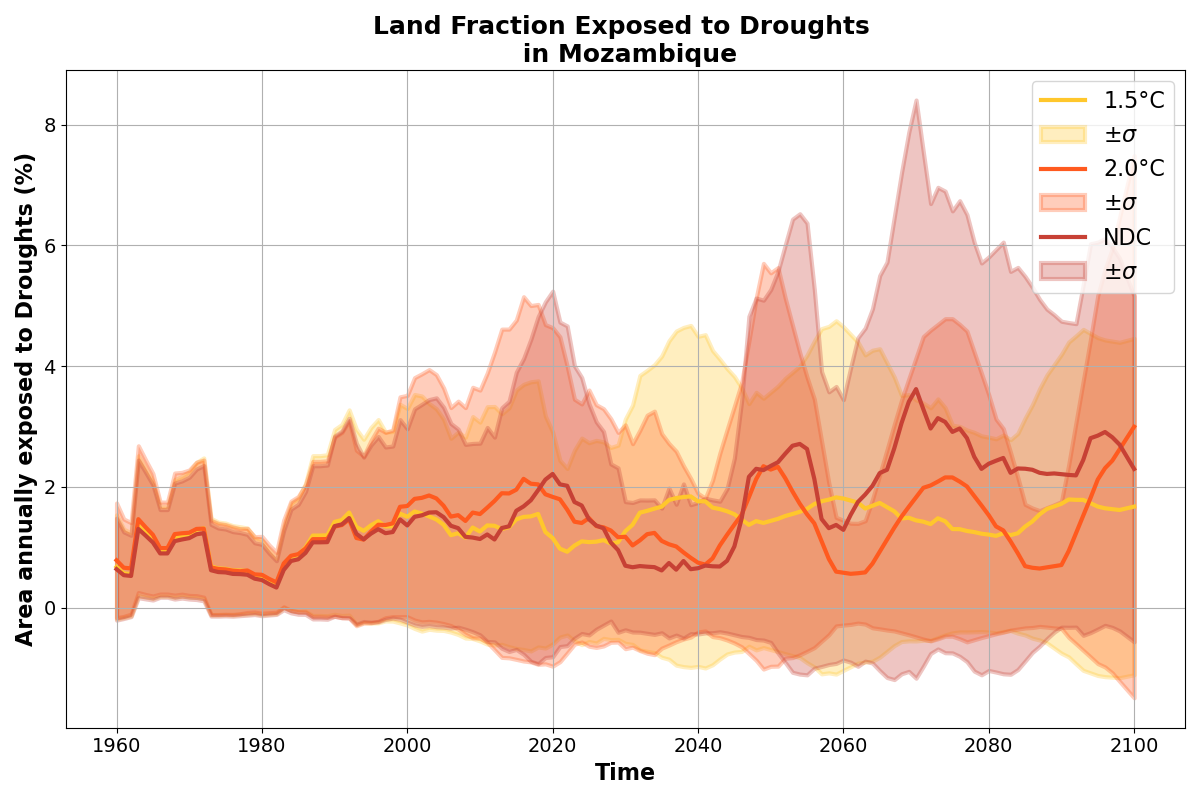 Land Fraction Exposed to Droughts
in Mozambique
Area annually exposed to Droughts (%)
8
6
4
2
0
1.5°C
±σ
2.0°C
±σ
NDC
±σ
1960 1980 2000 2020 2040 2060 2080 2100
Time